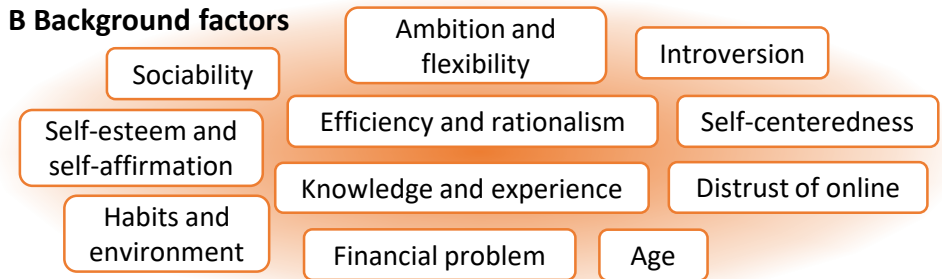 B Background factors
Ambition and
flexibility
Introversion
Sociability
Efficiency and rationalism
Self-centeredness
Self-esteem and
self-affirmation
Knowledge and experience
Distrust of online
Habits and
environment
Financial problem
Age